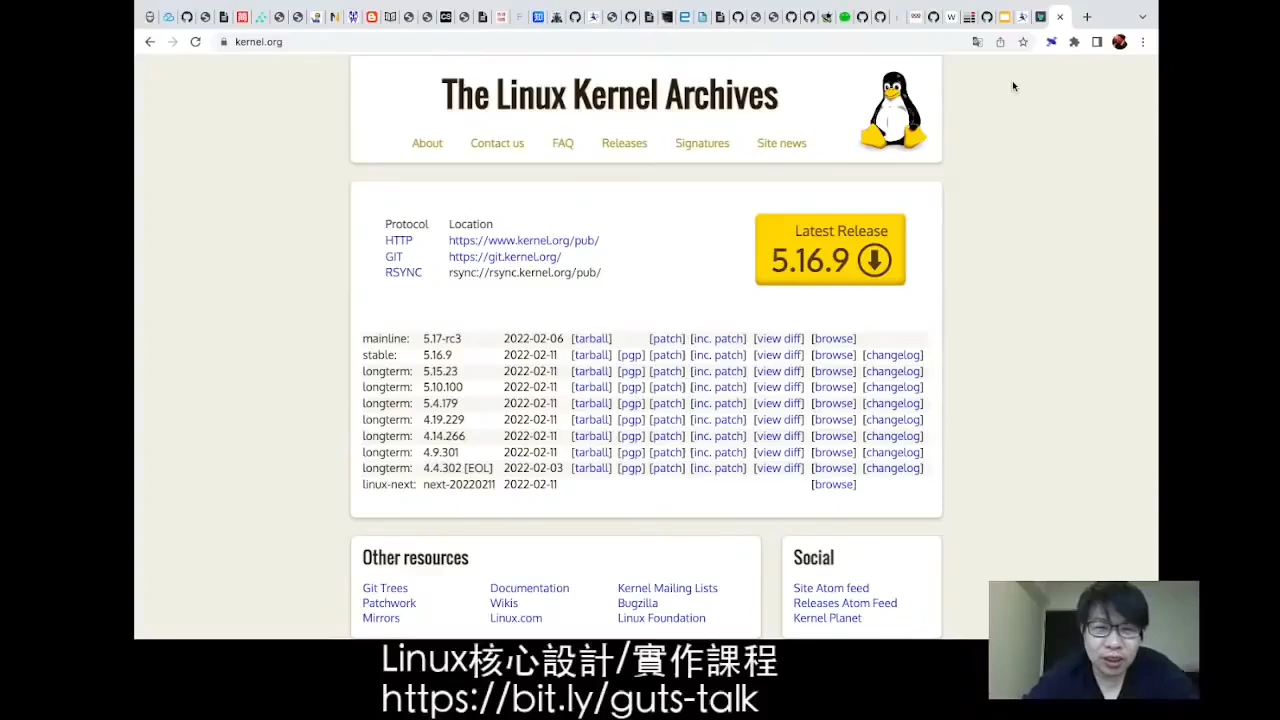 kernel.org
The Linux Kernel Archives
About Contact us FAQ Releases Signatures Site news
Protocol Location
HTTP https://www.kernel.org/pub/
GIT https://git.kernel.org/
RSYNC rsync://rsync.kernel.org/pub/
Latest Release
5.16.9
mainline: 5.17-rc3 2022-02-06 [tarball] [patch] [inc. patch] [view diff] [browse]
stable: 5.16.9 2022-02-11 [tarball] [pgp] [patch] [inc. patch] [view diff] [browse] [changelog]
longterm: 5.15.23 2022-02-11 [tarball] [pgp] [patch] [inc. patch] [view diff] [browse] [changelog]
longterm: 5.10.100 2022-02-11 [tarball] [pgp] [patch] [inc. patch] [view diff] [browse] [changelog]
longterm: 5.4.179 2022-02-11 [tarball] [pgp] [patch] [inc. patch] [view diff] [browse] [changelog]
longterm: 4.19.229 2022-02-11 [tarball] [pgp] [patch] [inc. patch] [view diff] [browse] [changelog]
longterm: 4.14.266 2022-02-11 [tarball] [pgp] [patch] [inc. patch] [view diff] [browse] [changelog]
longterm: 4.9.301 2022-02-11 [tarball] [pgp] [patch] [inc. patch] [view diff] [browse] [changelog]
longterm: 4.4.302 [EOL] 2022-02-03 [tarball] [pgp] [patch] [inc. patch] [view diff] [browse] [changelog]
linux-next: next-20220211 2022-02-11 [browse]
Other resources
Git Trees Documentation Kernel Mailing Lists
Patchwork Wikis Bugzilla
Mirrors Linux.com Linux Foundation
Social
Site Atom feed
Releases Atom Feed
Kernel Planet
Linux核心設計/實作課程
https://bit.ly/guts-talk